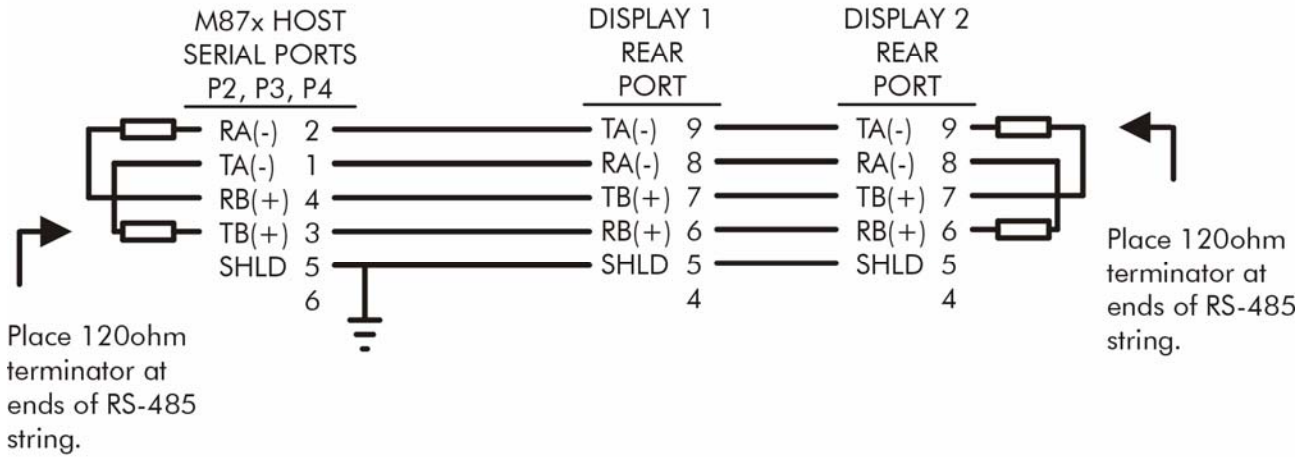 M87x HOST
SERIAL PORTS
P2, P3, P4
DISPLAY 1
REAR
PORT
DISPLAY 2
REAR
PORT
RA(-) 2
TA(-) 1
RB(+) 4
TB(+) 3
SHLD 5
6
TA(-) 9
RA(-) 8
TB(+) 7
RB(+) 6
SHLD 5
4
TA(-) 9
RA(-) 8
TB(+) 7
RB(+) 6
SHLD 5
4
Place 120ohm
terminator at
ends of RS-485
string.
Place 120ohm
terminator at
ends of RS-485
string.